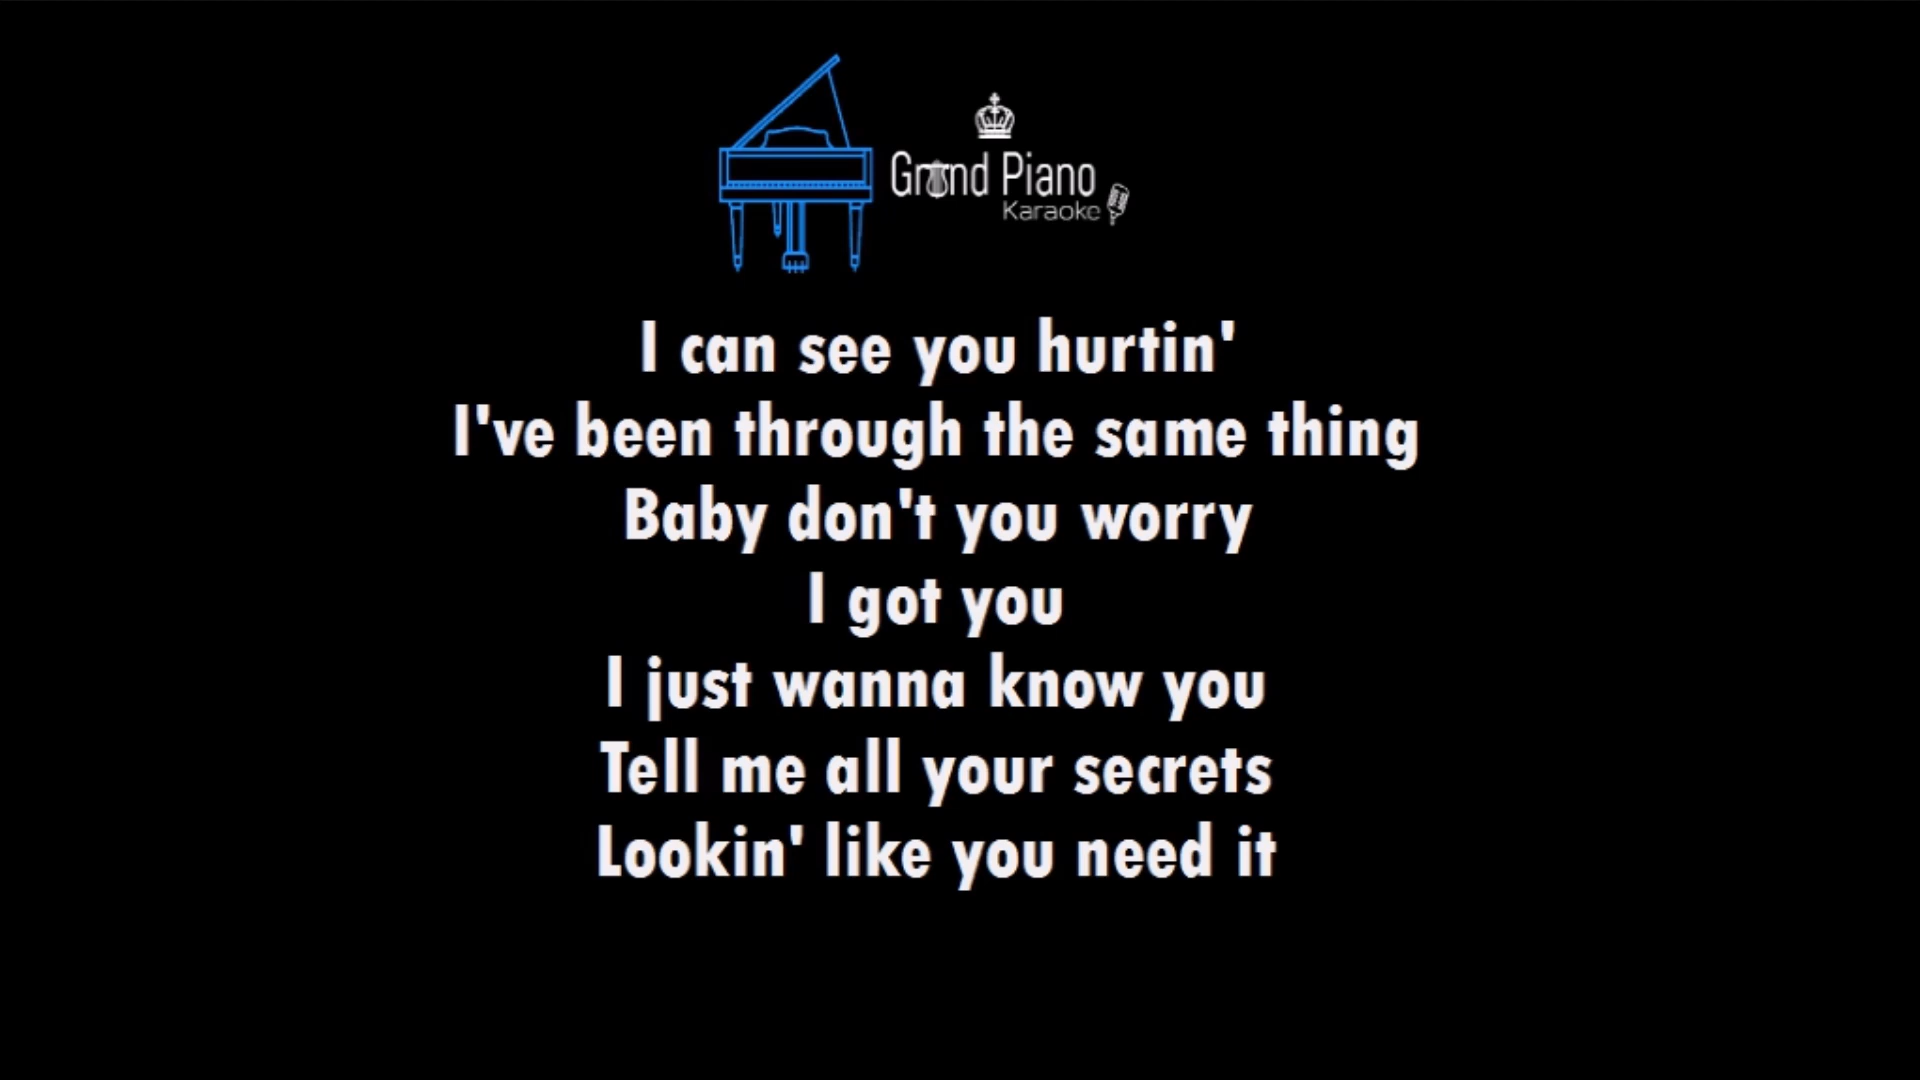 Grand Piano
Karaoke
I can see you hurtin'
I've been through the same thing
Baby don't you worry
I got you
I just wanna know you
Tell me all your secrets
Lookin' like you need it